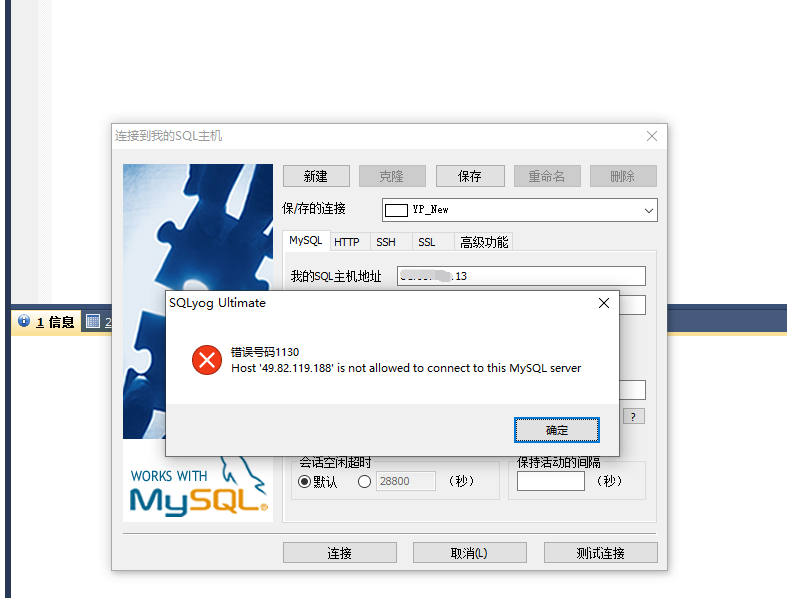 连接到我的SQL主机
新建
克隆
保存
重命名
删除
保/存的连接
YP_New
MySQL
HTTP
SSH
SSL
高级功能
我的SQL主机地址
.13
SQLyog Ultimate
错误号码1130
Host '49.82.119.188' is not allowed to connect to this MySQL server
确定
1 信息
2
?
会话空闲超时
保持活动的间隔
默认
28800
(秒)
(秒)
WORKS WITH
MySQL®
连接
取消(L)
测试连接